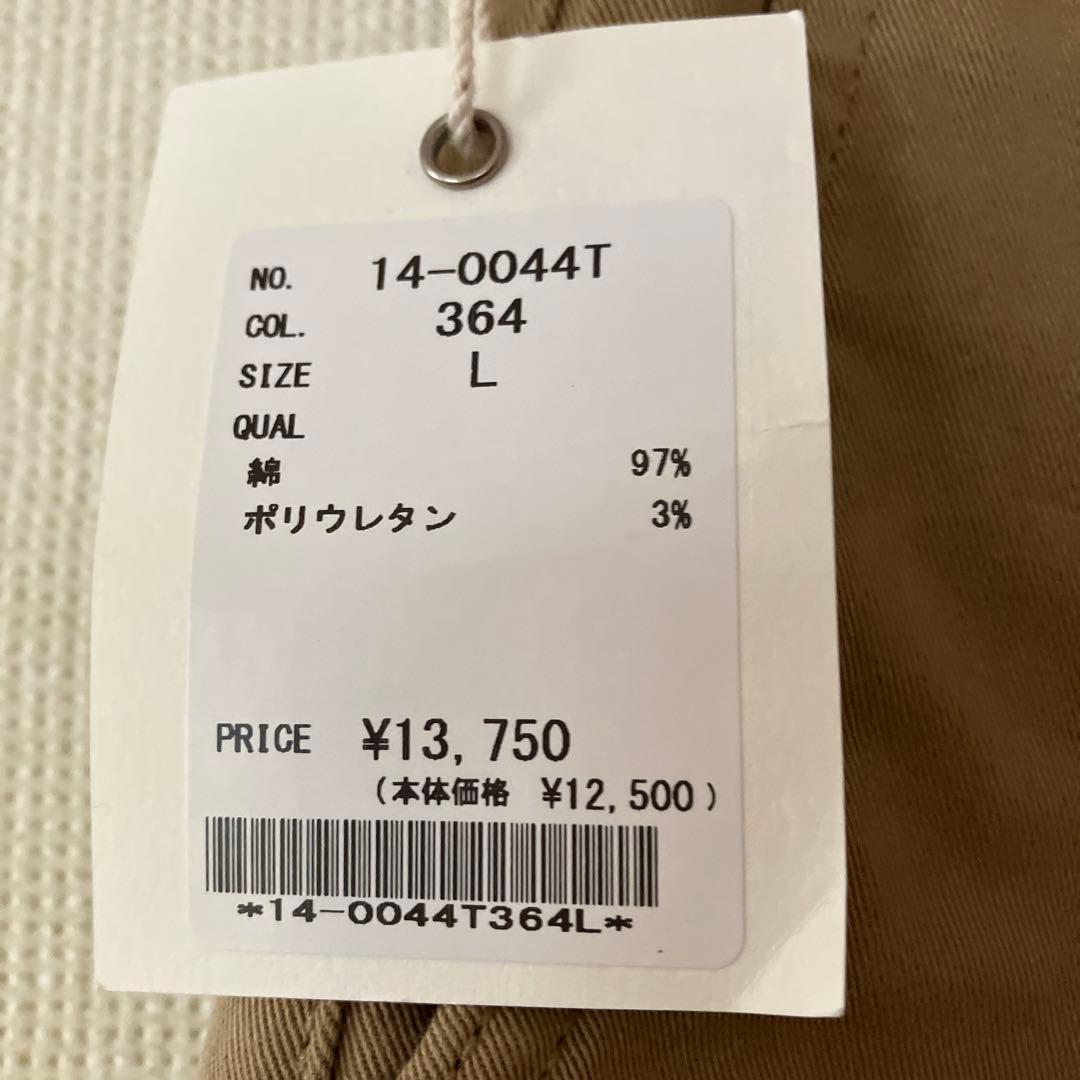 NO. 14-0044T
COL. 364
SIZE L
QUAL
綿 97%
ポリウレタン 3%
PRICE ¥13,750
(本体価格 ¥12,500)
*14-0044T364L*